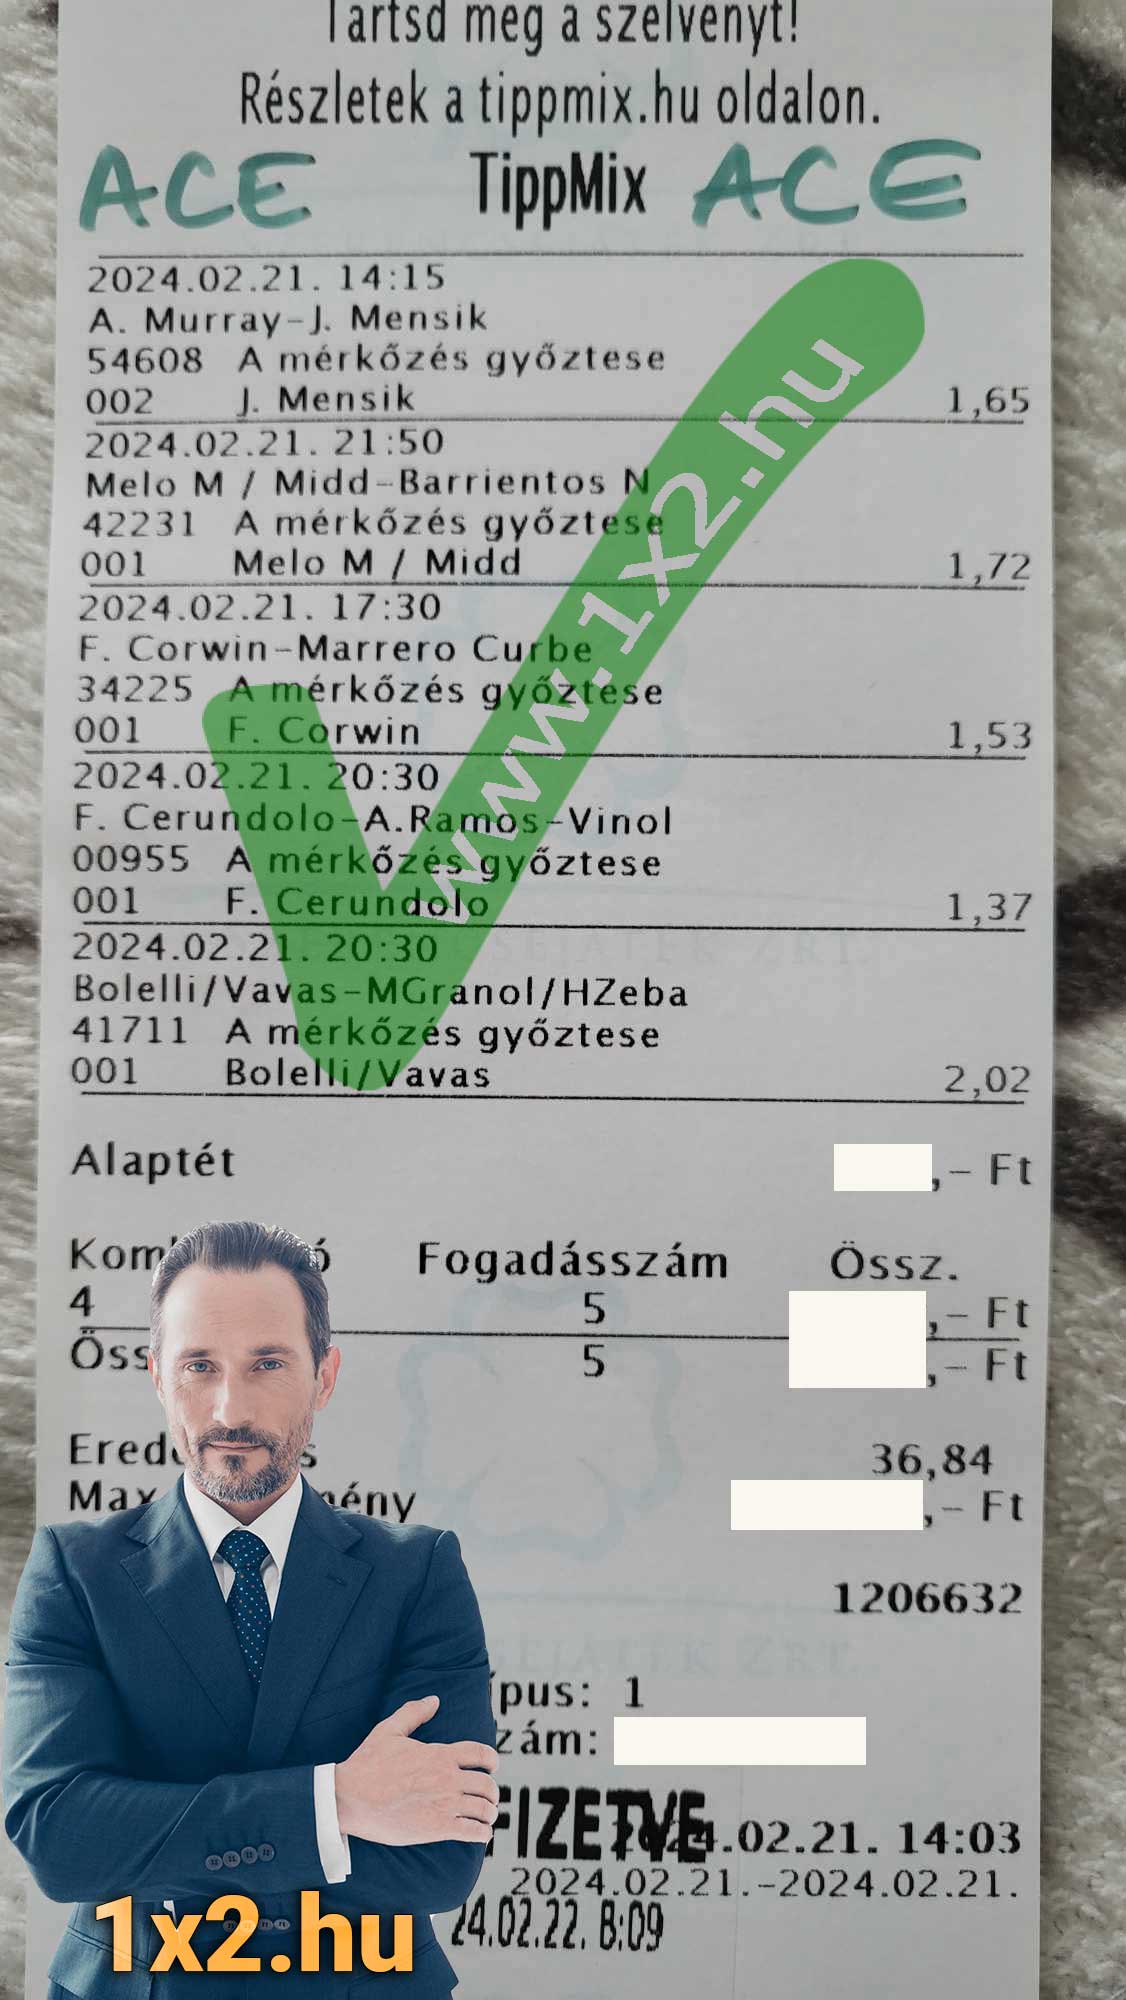 Tartsd meg a szelvényt!
Részletek a tippmix.hu oldalon.
ACE TippMix ACE
2024.02.21. 14:15
A. Murray-J. Mensik
54608 A mérkőzés győztese
002 J. Mensik 1,65
2024.02.21. 21:50
Melo M / Midd-Barrientos N
42231 A mérkőzés győztese
001 Melo M / Midd 1,72
2024.02.21. 17:30
F. Corwin-Marrero Curbe
34225 A mérkőzés győztese
001 F. Corwin 1,53
2024.02.21. 20:30
F. Cerundolo-A.Ramos-Vinol
00955 A mérkőzés győztese
001 F. Cerundolo 1,37
2024.02.21. 20:30
Bolelli/Vavas-MGranol/HZeba
41711 A mérkőzés győztese
001 Bolelli/Vavas 2,02
www.1x2.hu
Alaptét ,- Ft
Fogadásszám Össz.
4 5 ,- Ft
5 ,- Ft
36,84
,- Ft
1206632
ípus: 1
zám:
FIZETVE .02.21. 14:03
2024.02.21.-2024.02.21.
24.02.22. 8:09
1x2.hu